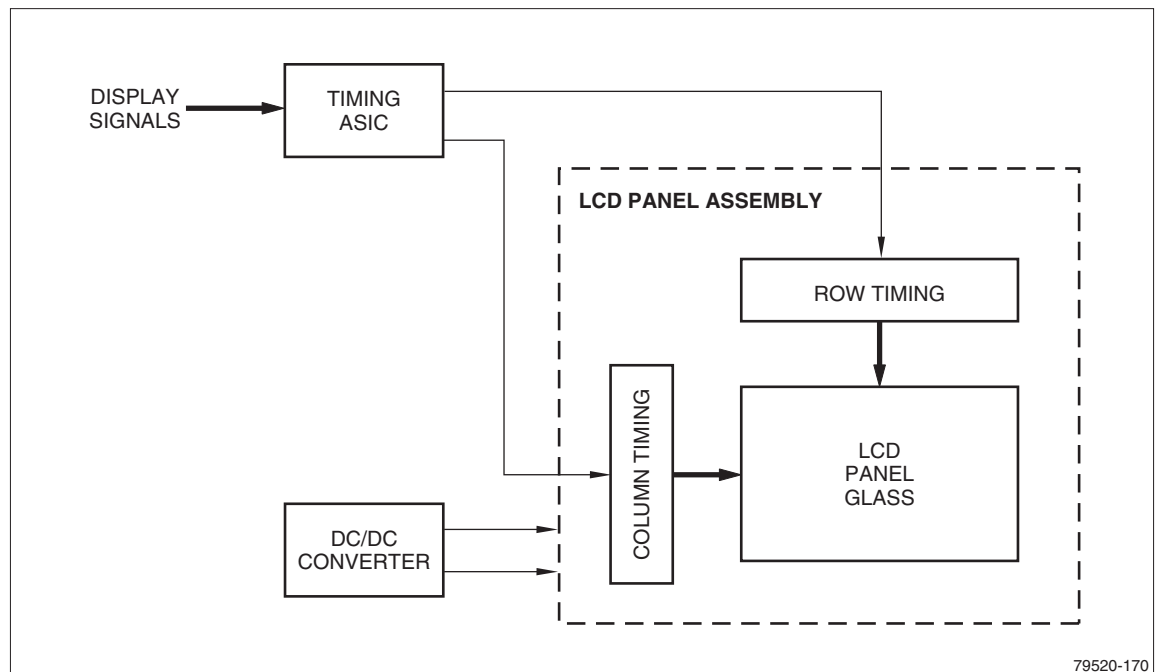 DISPLAY
SIGNALS
TIMING
ASIC
LCD PANEL ASSEMBLY
ROW TIMING
COLUMN TIMING
LCD
PANEL
GLASS
DC/DC
CONVERTER
79520-170